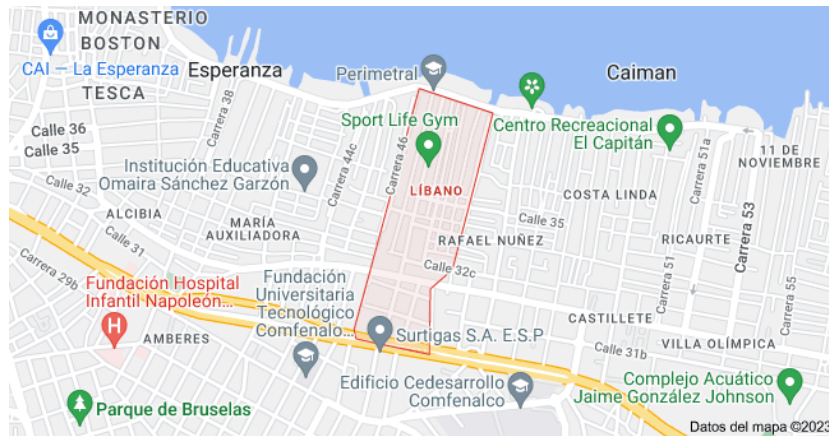 MONASTERIO
BOSTON
CAI — La Esperanza
Esperanza
TESCA
Perimetral
Caiman
Carrera 38
Calle 36
Calle 35
Sport Life Gym
Centro Recreacional
El Capitán
Carrera 44c
Carrera 46
Carrera 51a
11 DE
NOVIEMBRE
Institución Educativa
Omaira Sánchez Garzón
Calle 32
LÍBANO
COSTA LINDA
ALCIBIA
MARÍA
AUXILIADORA
Calle 35
Calle 31
RAFAEL NUÑEZ
RICAURTE
Carrera 53
Carrera 29b
Calle 32c
Carrera 51
Carrera 55
Fundación Hospital
Infantil Napoleón...
Fundación
Universitaria
Tecnológico
Comfenalo...
CASTILLETE
Surtigas S.A. E.S.P
AMBERES
VILLA OLÍMPICA
Calle 31b
Edificio Cedesarrollo
Comfenalco
Complejo Acuático
Jaime González Johnson
Parque de Bruselas
H
Datos del mapa ©2023